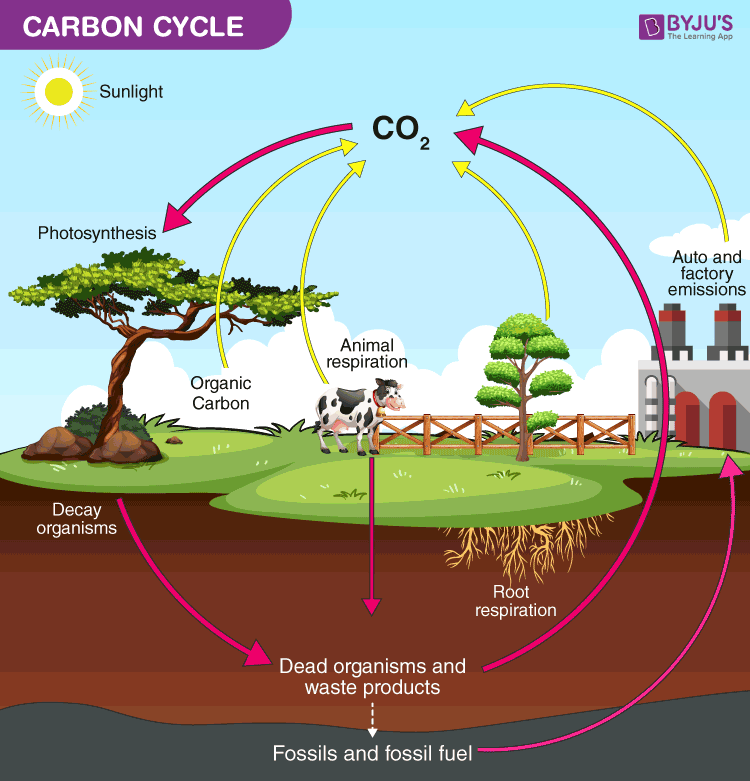 CARBON CYCLE
BYJU'S
The Learning App
Sunlight
CO₂
Photosynthesis
Auto and
factory
emissions
Animal
respiration
Organic
Carbon
Decay
organisms
Root
respiration
Dead organisms and
waste products
Fossils and fossil fuel